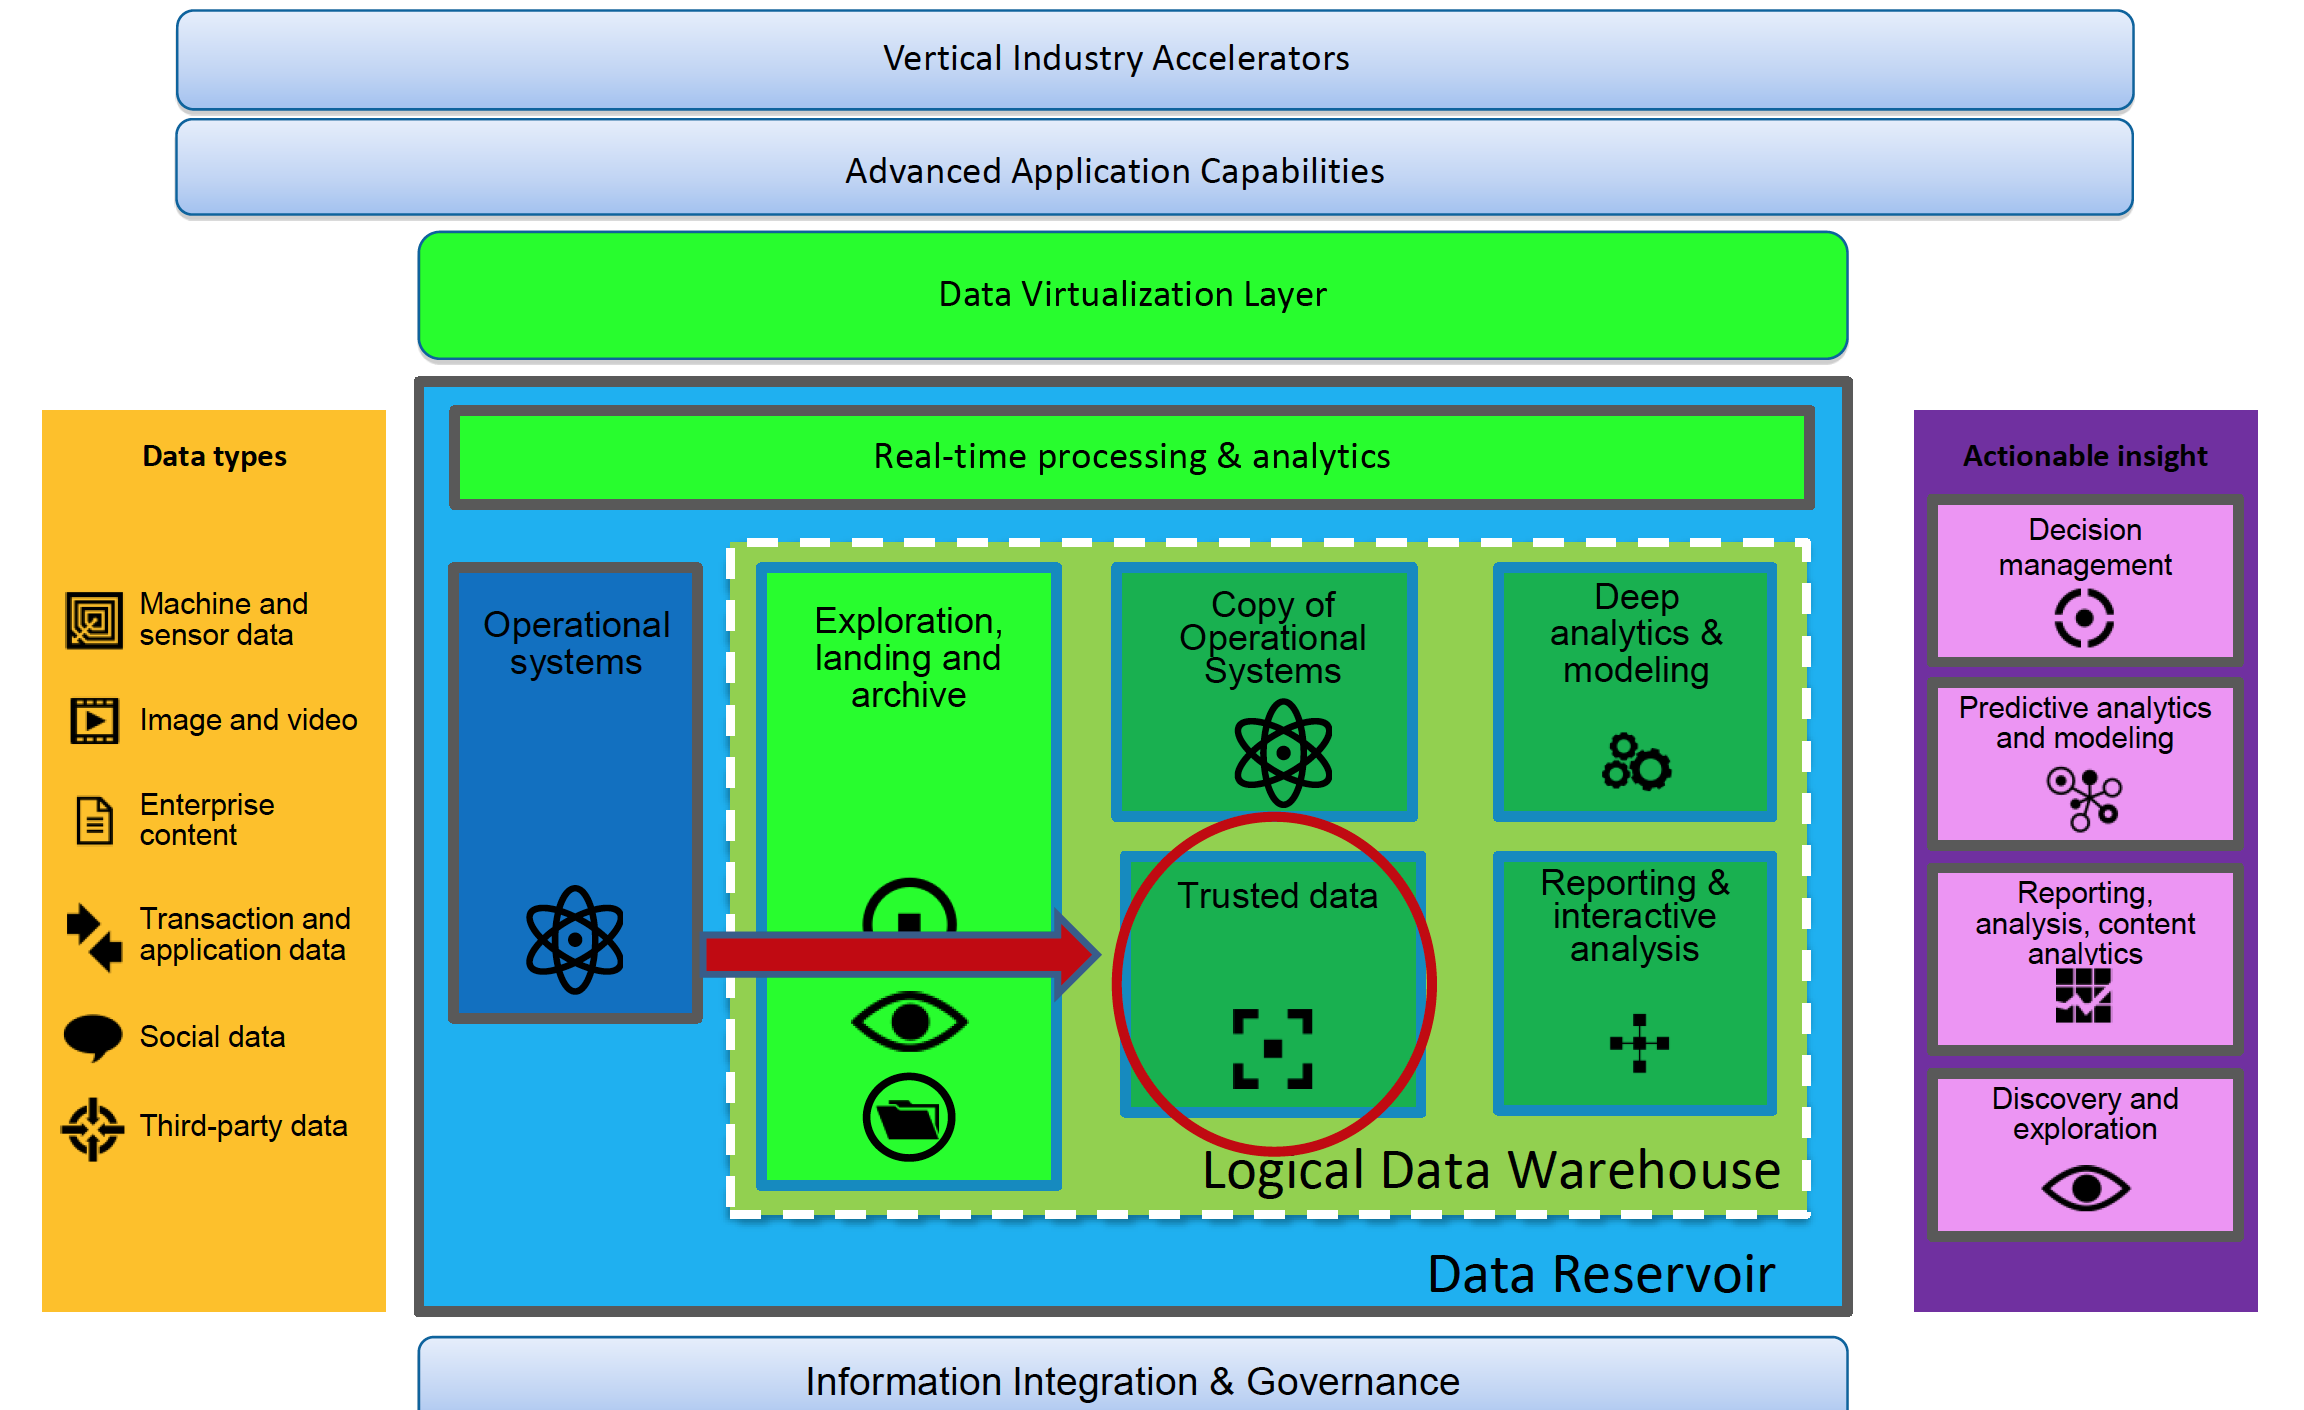 Vertical Industry Accelerators
Advanced Application Capabilities
Data Virtualization Layer
Data types
Machine and
sensor data
Image and video
Enterprise
content
Transaction and
application data
Social data
Third-party data
Real-time processing & analytics
Operational
systems
Exploration,
landing and
archive
Copy of
Operational
Systems
Deep
analytics &
modeling
Trusted data
Reporting &
interactive
analysis
Logical Data Warehouse
Data Reservoir
Actionable insight
Decision
management
Predictive analytics
and modeling
Reporting,
analysis, content
analytics
Discovery and
exploration
Information Integration & Governance